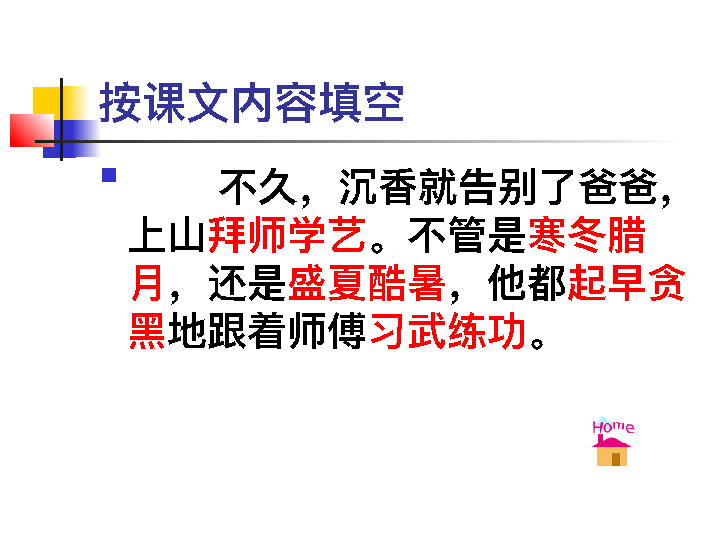 按课文内容填空
不久，沉香就告别了爸爸，
上山拜师学艺。不管是寒冬腊
月，还是盛夏酷暑，他都起早贪
黑地跟着师傅习武练功。
Home